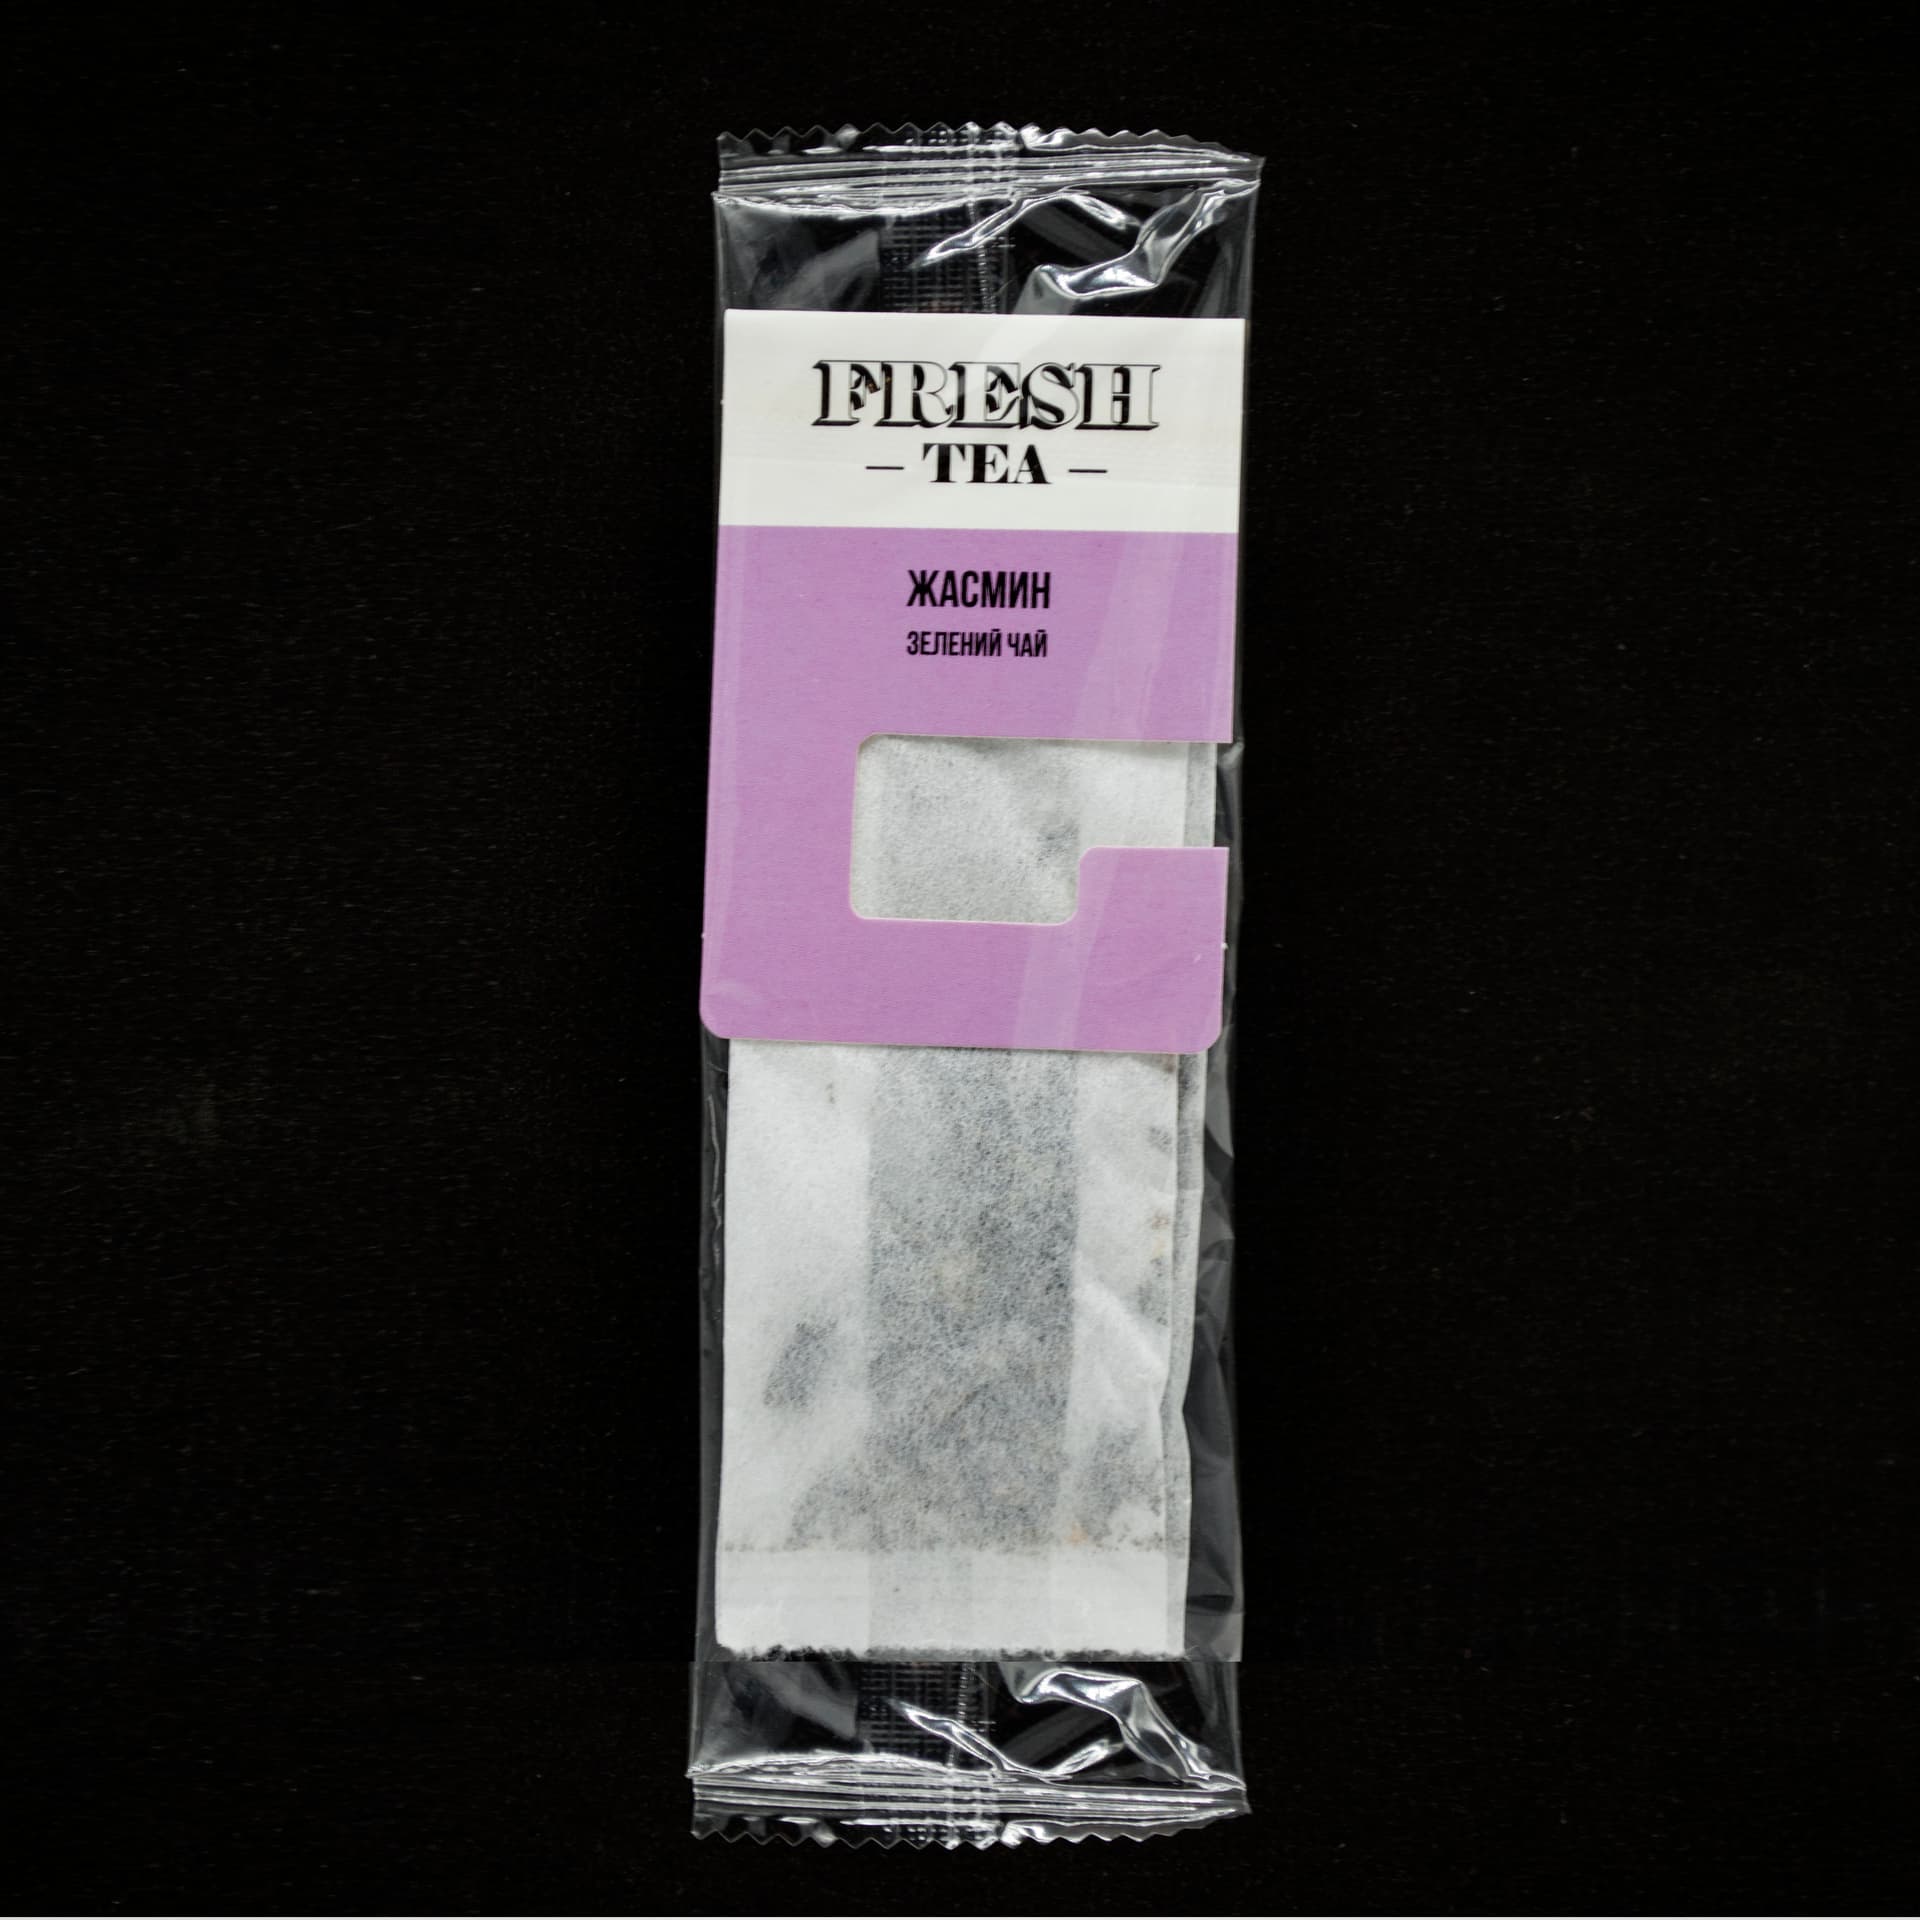 FRESH
— TEA —
ЖАСМИН
ЗЕЛЕНИЙ ЧАЙ